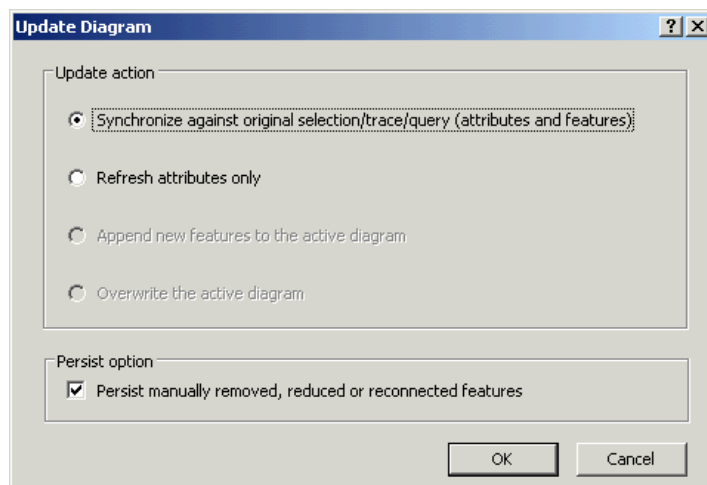 Update Diagram
Update action
Synchronize against original selection/trace/query (attributes and features)
Refresh attributes only
Append new features to the active diagram
Overwrite the active diagram
Persist option
Persist manually removed, reduced or reconnected features
OK
Cancel